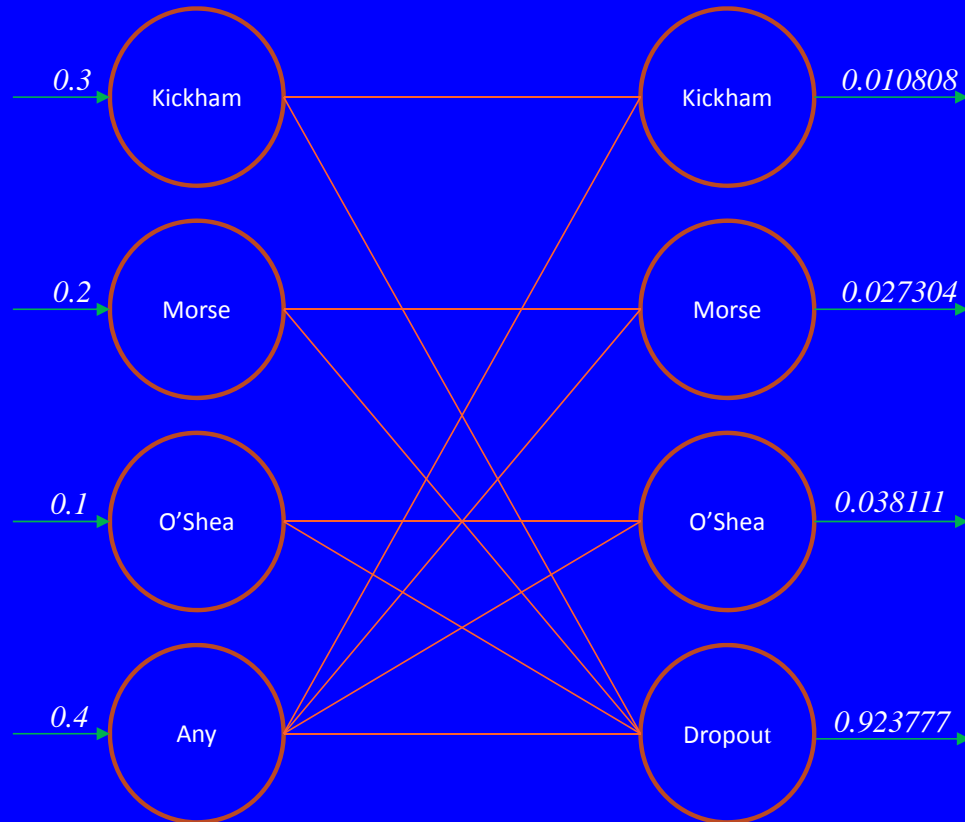 0.3
Kickham
Kickham
0.010808
0.2
Morse
Morse
0.027304
0.1
O’Shea
O’Shea
0.038111
0.4
Any
Dropout
0.923777